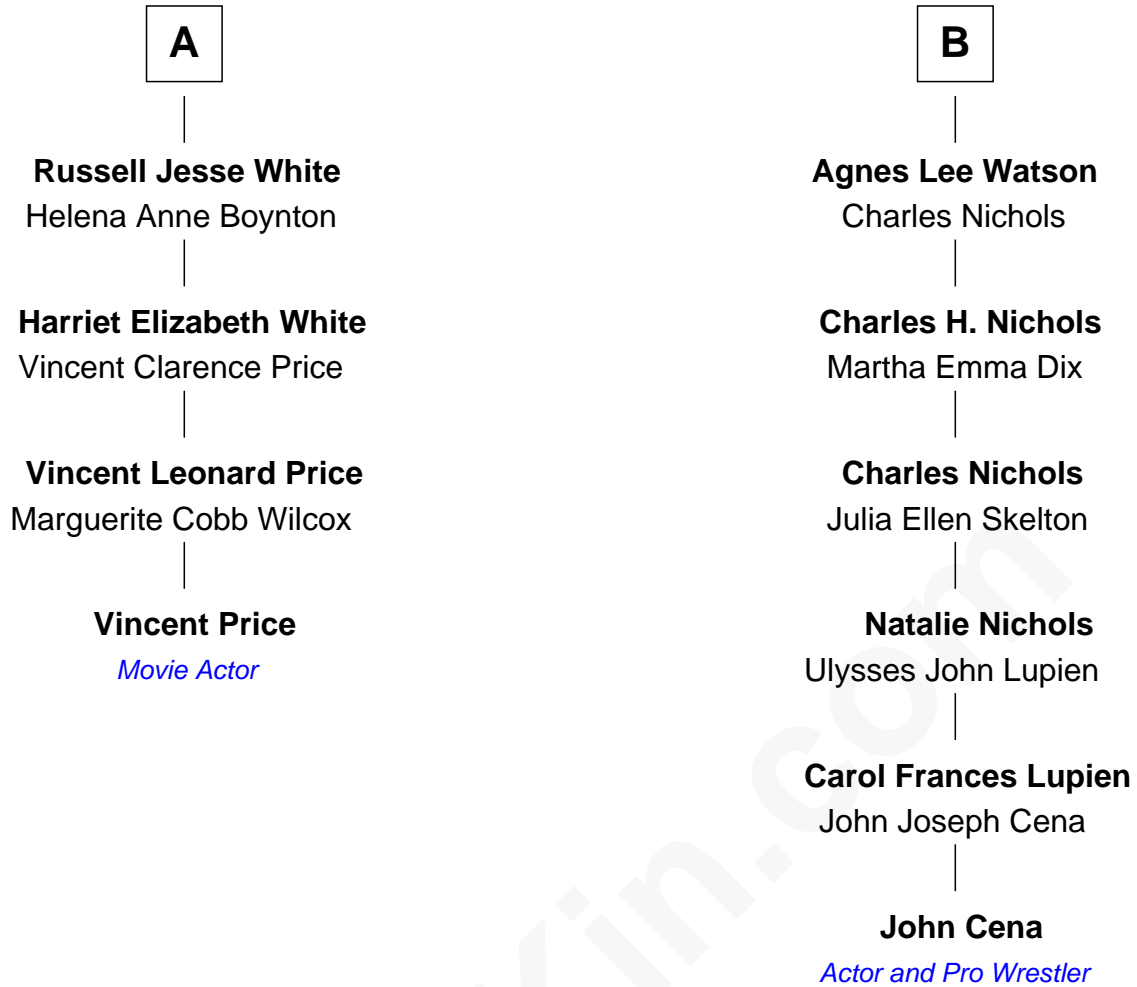 A
Russell Jesse White
Helena Anne Boynton
Harriet Elizabeth White
Vincent Clarence Price
Vincent Leonard Price
Marguerite Cobb Wilcox
Vincent Price
Movie Actor
B
Agnes Lee Watson
Charles Nichols
Charles H. Nichols
Martha Emma Dix
Charles Nichols
Julia Ellen Skelton
Natalie Nichols
Ulysses John Lupien
Carol Frances Lupien
John Joseph Cena
John Cena
Actor and Pro Wrestler